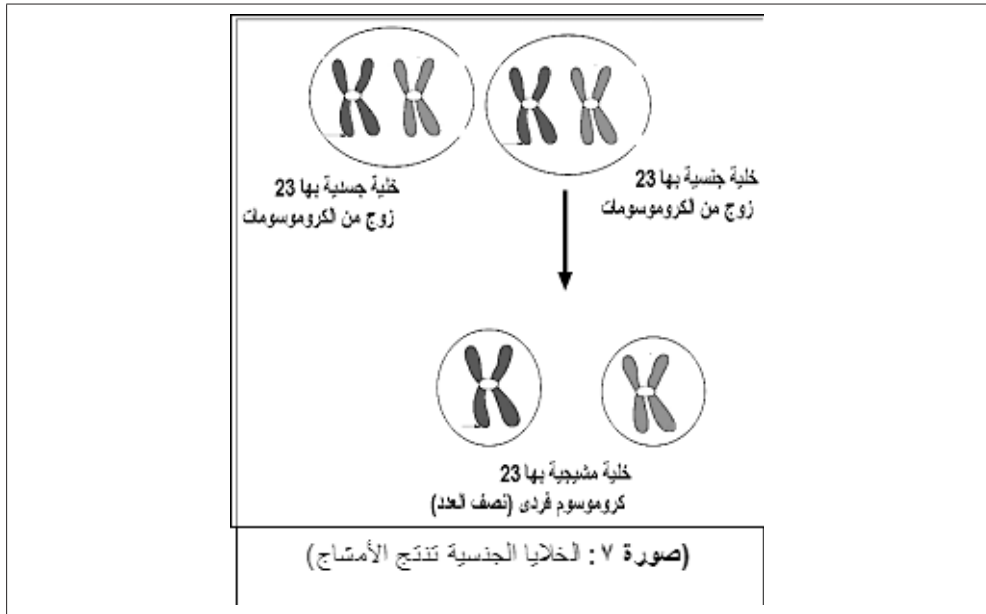 خلية جنسية بها 23
زوج من الكروموسومات
خلية جسدية بها 23
زوج من الكروموسومات
خلية مشيجية بها 23
كروموسوم فردى (نصف العدد)
(صورة ٧: الخلايا الجنسية تنتج الأمشاج)